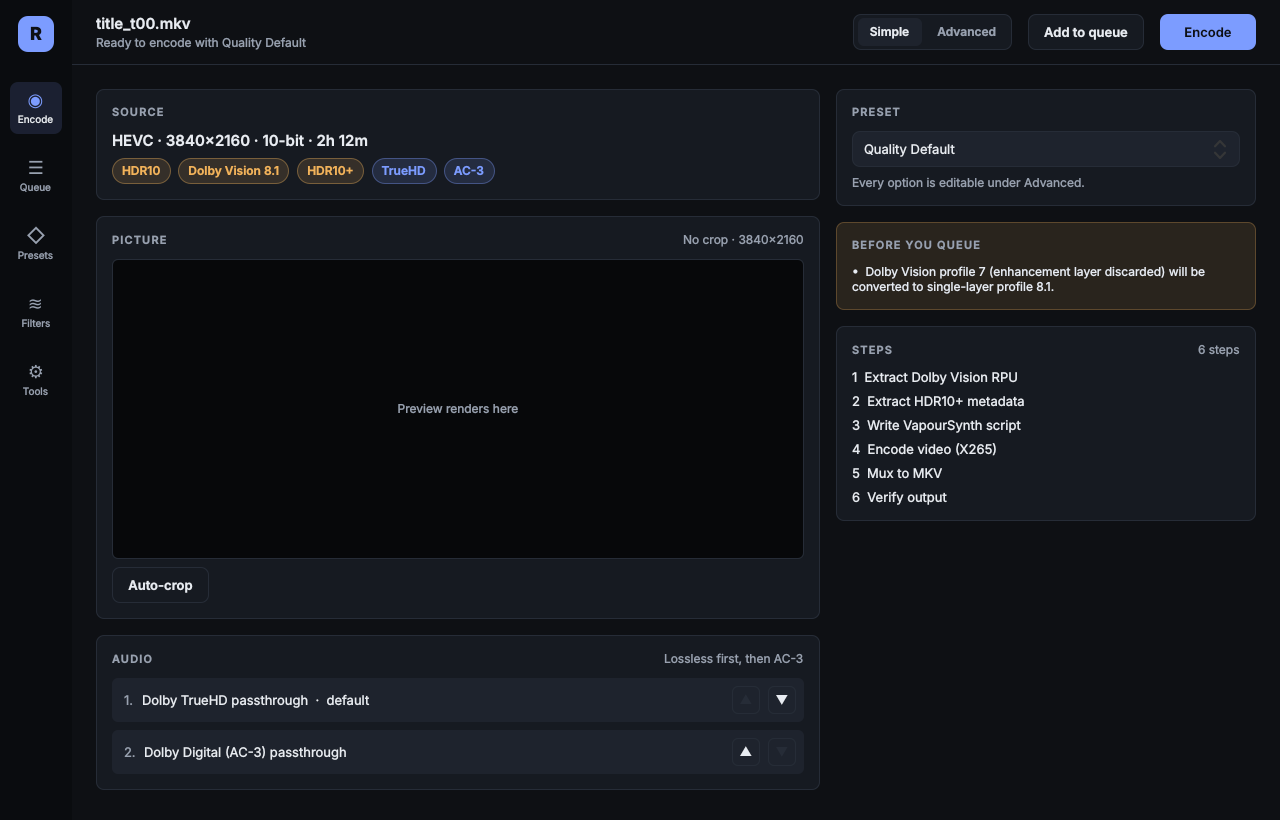 R
title_t00.mkv
Ready to encode with Quality Default
Simple
Advanced
Add to queue
Encode
Encode
Queue
Presets
Filters
Tools
SOURCE
HEVC · 3840×2160 · 10-bit · 2h 12m
HDR10
Dolby Vision 8.1
HDR10+
TrueHD
AC-3
PICTURE
No crop · 3840×2160
Preview renders here
Auto-crop
AUDIO
Lossless first, then AC-3
1. Dolby TrueHD passthrough · default
2. Dolby Digital (AC-3) passthrough
PRESET
Quality Default
Every option is editable under Advanced.
BEFORE YOU QUEUE
• Dolby Vision profile 7 (enhancement layer discarded) will be
converted to single-layer profile 8.1.
STEPS
6 steps
1 Extract Dolby Vision RPU
2 Extract HDR10+ metadata
3 Write VapourSynth script
4 Encode video (X265)
5 Mux to MKV
6 Verify output